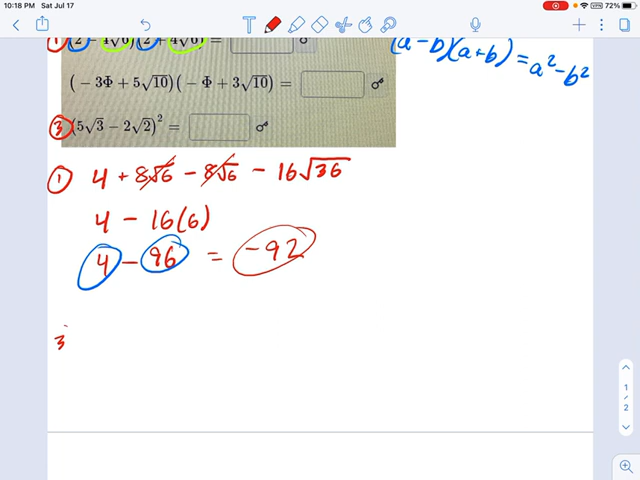 10:18 PM Sat Jul 17
72%
① (2 - 4√6)(2 + 4√6) =
(a-b)(a+b) = a² - b²
(-3Φ + 5√10)(-Φ + 3√10) =
③ (5√3 - 2√2)² =
① 4 + 8√6 - 8√6 - 16√36
4 - 16(6)
4 - 96 = -92
3
1
/
2